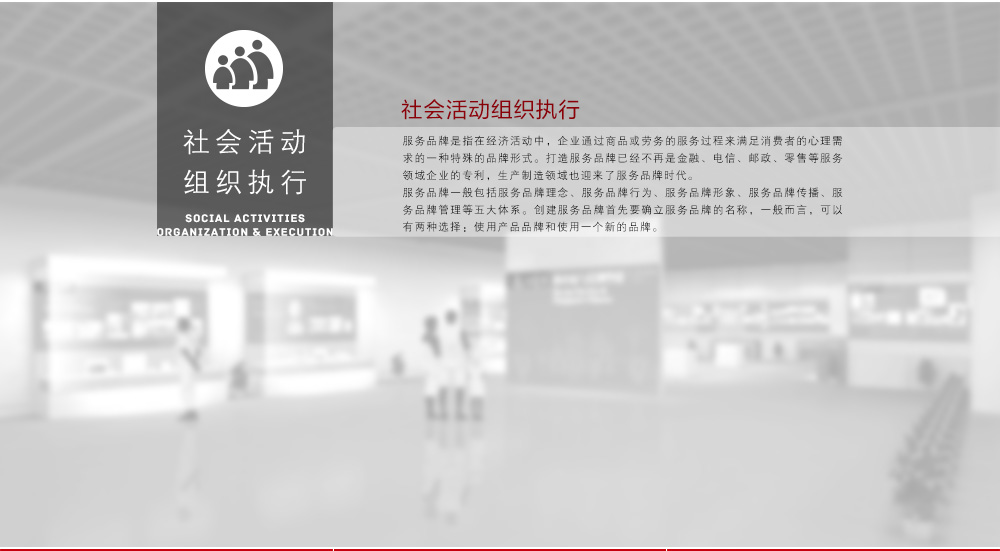 社会活动
组织执行
SOCIAL ACTIVITIES
ORGANIZATION & EXECUTION
社会活动组织执行
服务品牌是指在经济活动中，企业通过商品或劳务的服务过程来满足消费者的心理需
求的一种特殊的品牌形式。打造服务品牌已经不再是金融、电信、邮政、零售等服务
领域企业的专利，生产制造领域也迎来了服务品牌时代。
服务品牌一般包括服务品牌理念、服务品牌行为、服务品牌形象、服务品牌传播、服
务品牌管理等五大体系。创建服务品牌首先要确立服务品牌的名称，一般而言，可以
有两种选择；使用产品品牌和使用一个新的品牌。